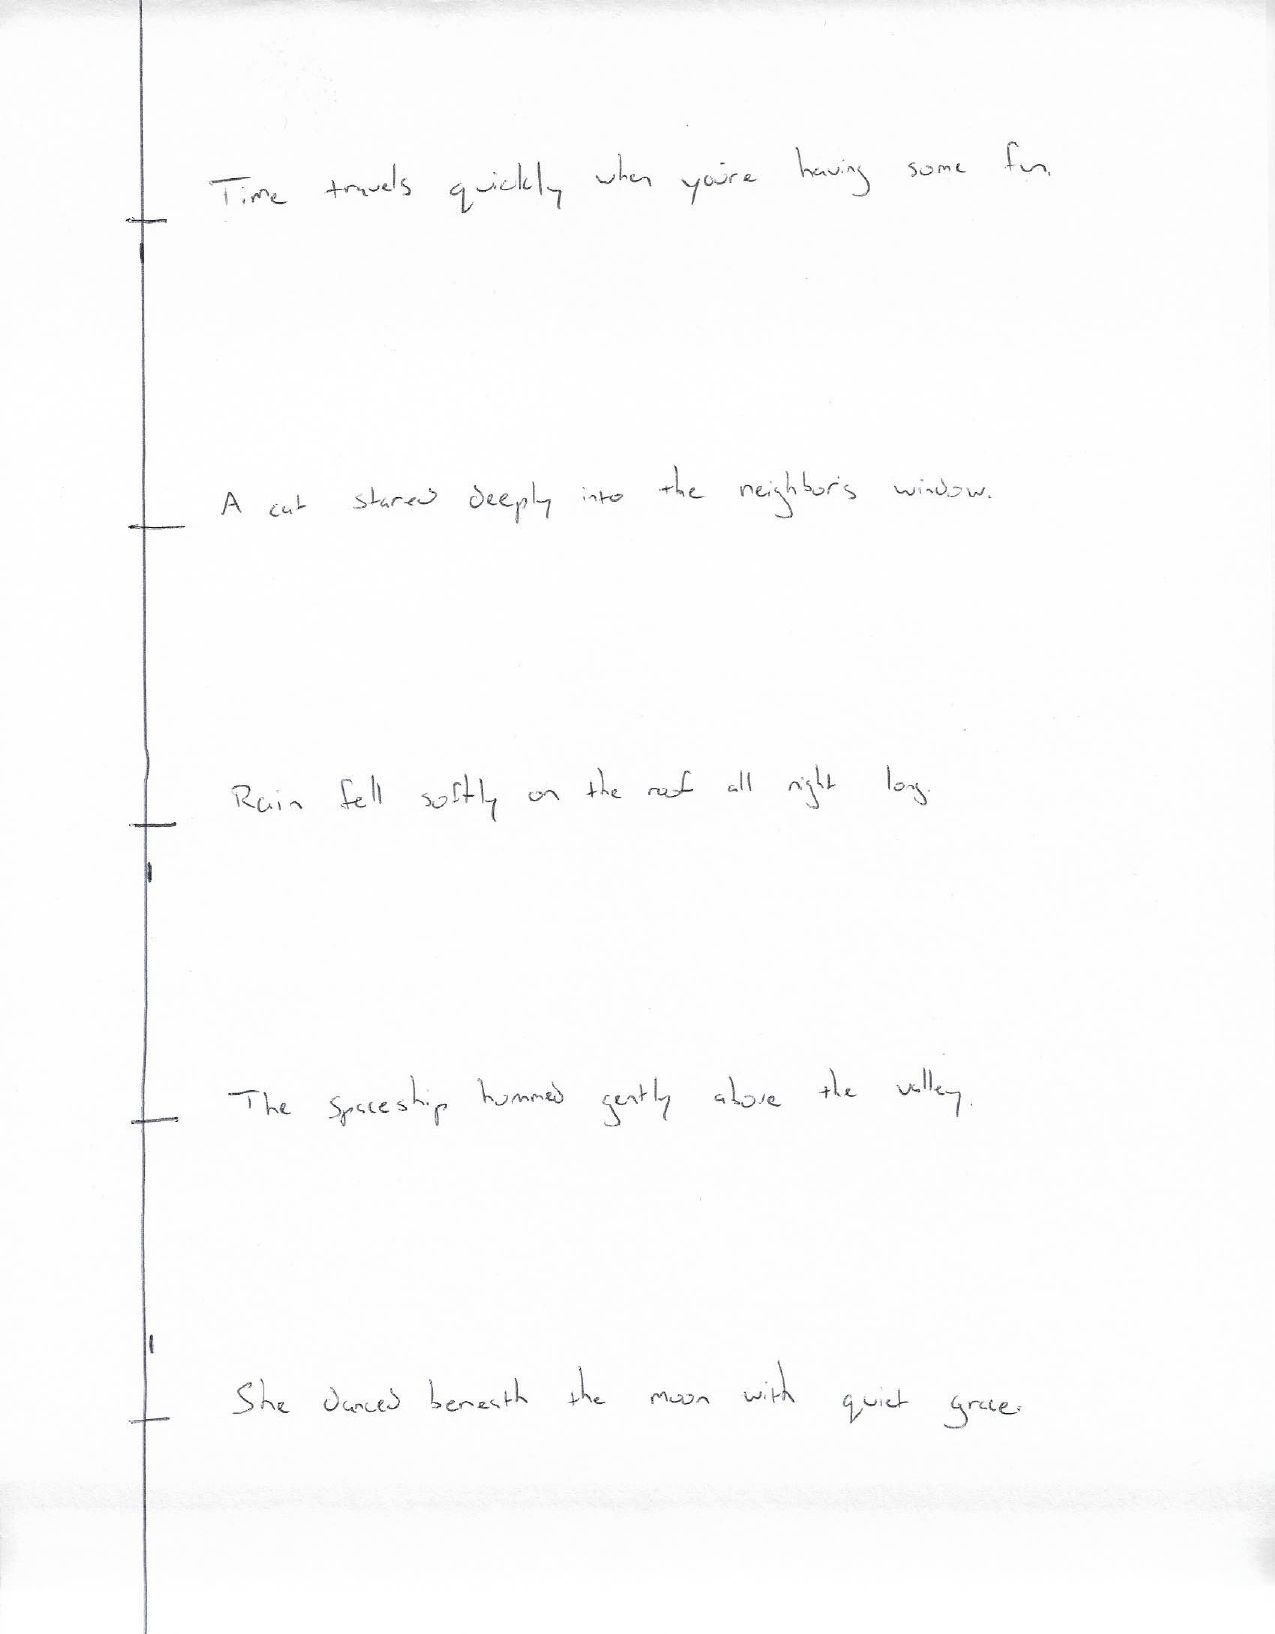 Time travels quickly when you're having some fun.
A cat stared deeply into the neighbor's window.
Rain fell softly on the roof all night long.
The spaceship hummed gently above the valley.
She danced beneath the moon with quiet grace.